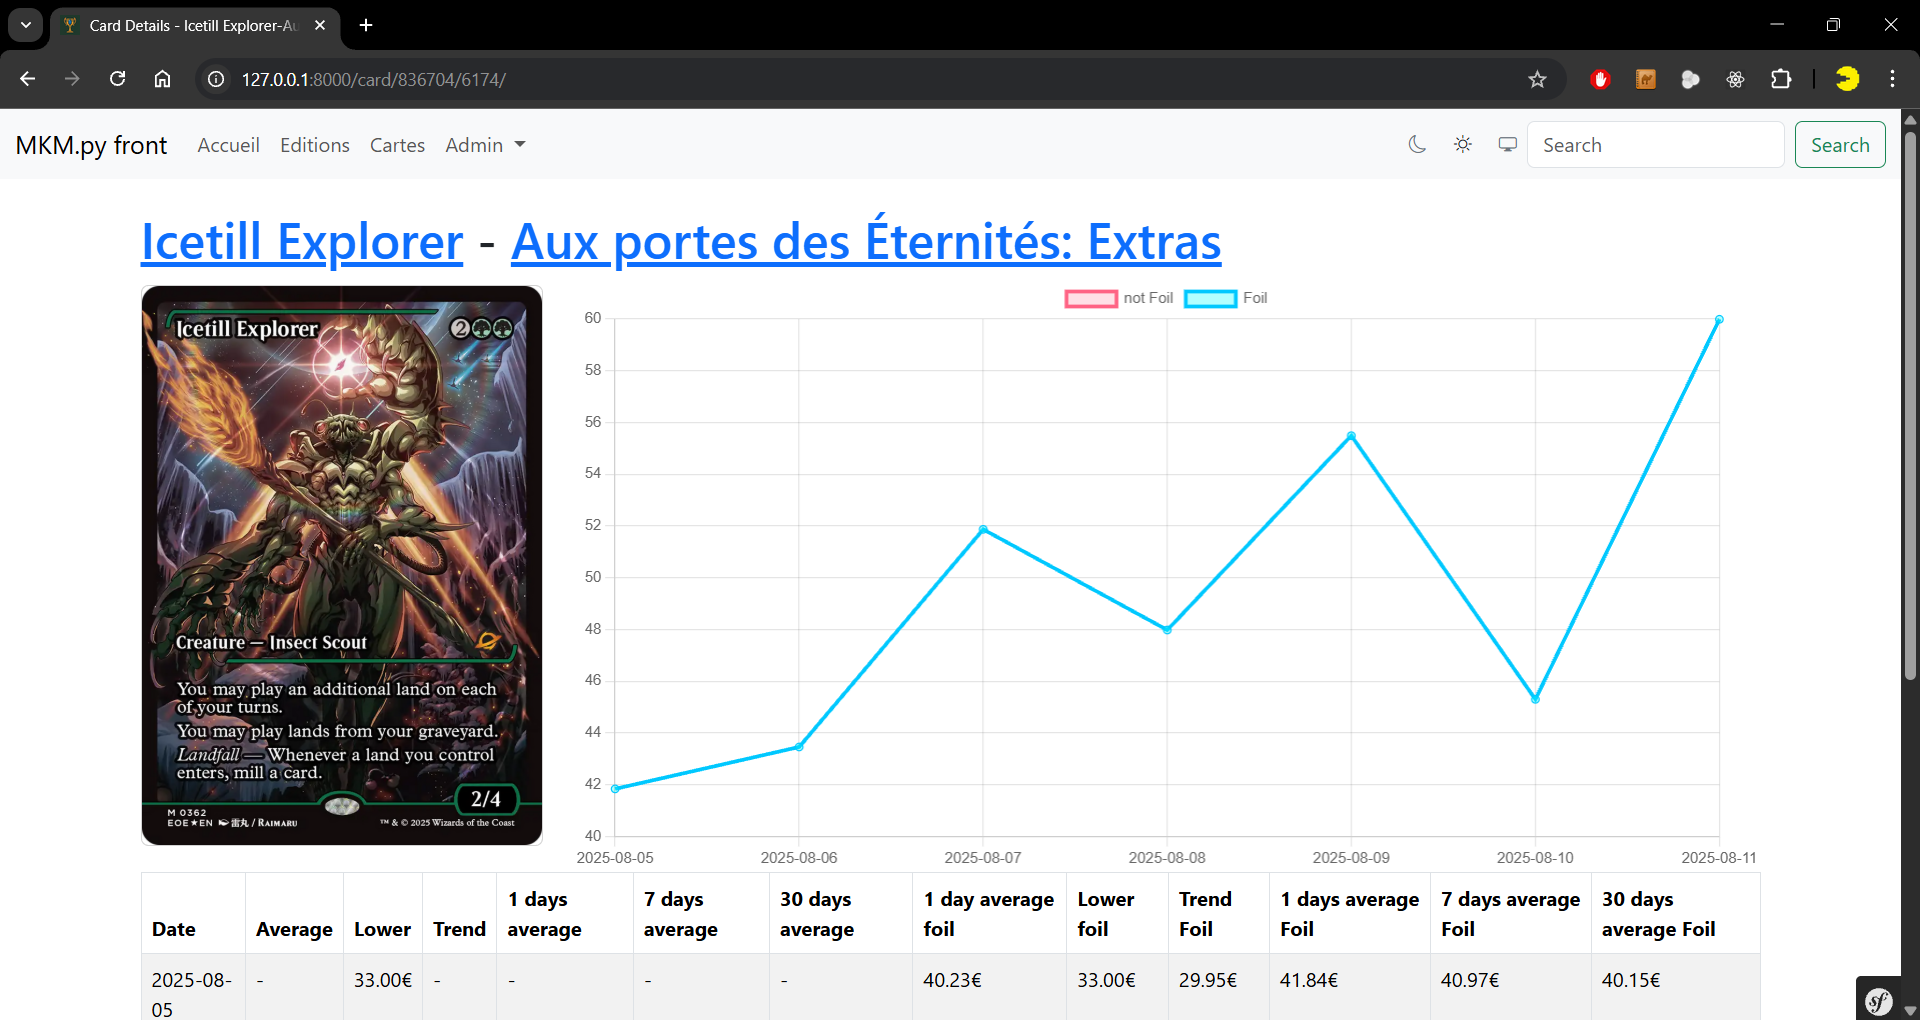 Card Details - Icetill Explorer-Au
127.0.0.1:8000/card/836704/6174/
MKM.py front Accueil Editions Cartes Admin Search Search
Icetill Explorer - Aux portes des Éternités: Extras
Icetill Explorer 2
Creature — Insect Scout
You may play an additional land on each
of your turns.
You may play lands from your graveyard.
Landfall — Whenever a land you control
enters, mill a card.
2/4
M 0362
EOE★EN 雷丸 / Raimaru
™ & © 2025 Wizards of the Coast
not Foil Foil
60
58
56
54
52
50
48
46
44
42
40
2025-08-05 2025-08-06 2025-08-07 2025-08-08 2025-08-09 2025-08-10 2025-08-11
Date Average Lower Trend 1 days average 7 days average 30 days average 1 day average foil Lower foil Trend Foil 1 days average Foil 7 days average Foil 30 days average Foil
2025-08-05 - 33.00€ - - - - 40.23€ 33.00€ 29.95€ 41.84€ 40.97€ 40.15€
sf